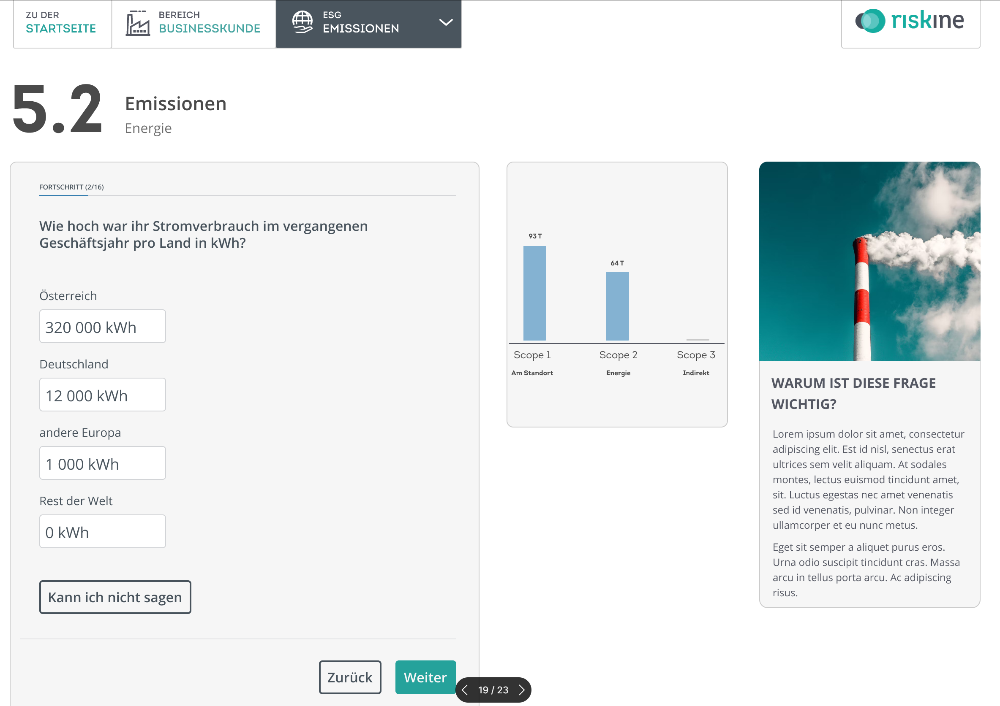 ZU DER
STARTSEITE
BEREICH
BUSINESSKUNDE
ESG
EMISSIONEN
riskine
5.2
Emissionen
Energie
FORTSCHRITT (2/16)
Wie hoch war ihr Stromverbrauch im vergangenen
Geschäftsjahr pro Land in kWh?
Österreich
320 000 kWh
Deutschland
12 000 kWh
andere Europa
1 000 kWh
Rest der Welt
0 kWh
Kann ich nicht sagen
Zurück
Weiter
93 T
64 T
Scope 1
Scope 2
Scope 3
Am Standort
Energie
Indirekt
WARUM IST DIESE FRAGE
WICHTIG?
Lorem ipsum dolor sit amet, consectetur
adipiscing elit. Est id nisl, senectus erat
ultrices sem velit aliquam. At sodales
montes, lectus euismod tincidunt amet,
sit. Luctus egestas nec amet venenatis
sed id venenatis, pulvinar. Non integer
ullamcorper et eu nunc metus.
Eget sit semper a aliquet purus eros.
Urna odio suscipit tincidunt cras. Massa
arcu in tellus porta arcu. Ac adipiscing
risus.
19 / 23